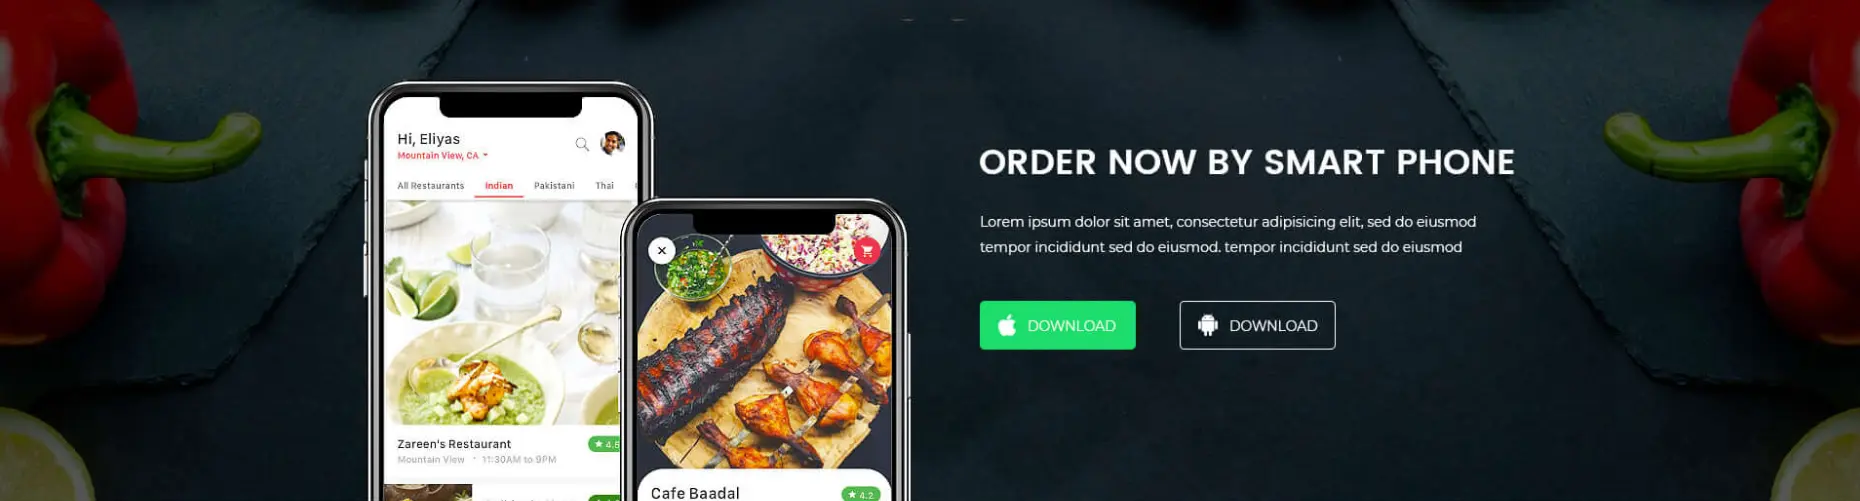 Hi, Eliyas
Mountain View, CA
All Restaurants Indian Pakistani Thai
Zareen's Restaurant
Mountain View · 11:30AM to 9PM
Cafe Baadal
4.2
ORDER NOW BY SMART PHONE
Lorem ipsum dolor sit amet, consectetur adipisicing elit, sed do eiusmod
tempor incididunt sed do eiusmod. tempor incididunt sed do eiusmod
DOWNLOAD
DOWNLOAD